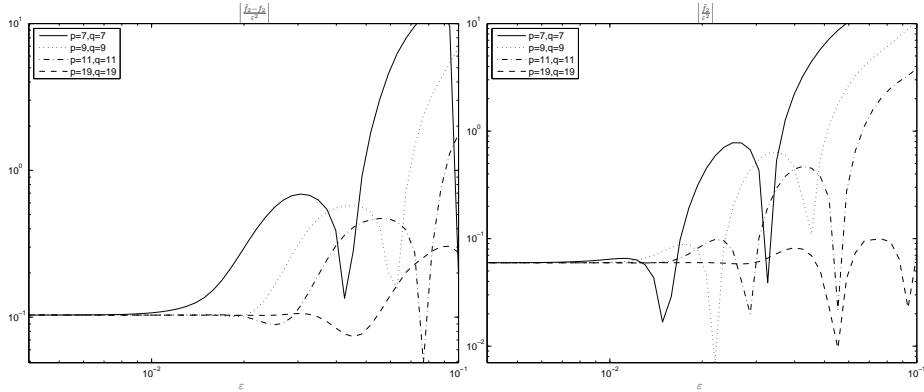 |f̂₂−f₂ / ε²|
10¹
10⁰
10⁻¹
10⁻²
10⁻¹
ε
p=7,q=7
p=9,q=9
p=11,q=11
p=19,q=19
|f̂₂ / ε²|
10¹
10⁰
10⁻¹
10⁻²
10⁻²
10⁻¹
ε
p=7,q=7
p=9,q=9
p=11,q=11
p=19,q=19